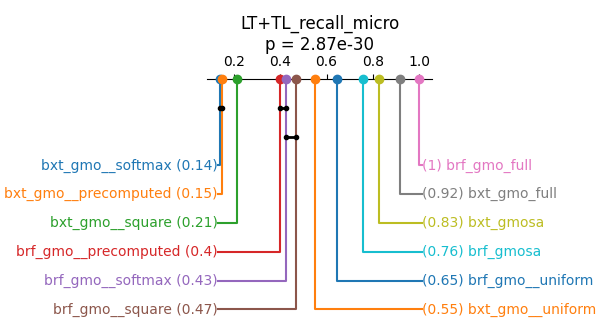 LT+TL_recall_micro
p = 2.87e-30
0.2 0.4 0.6 0.8 1.0
bxt_gmo__softmax (0.14)
(1) brf_gmo_full
bxt_gmo__precomputed (0.15)
(0.92) bxt_gmo_full
bxt_gmo__square (0.21)
(0.83) bxt_gmosa
brf_gmo__precomputed (0.4)
(0.76) brf_gmosa
brf_gmo__softmax (0.43)
(0.65) brf_gmo__uniform
brf_gmo__square (0.47)
(0.55) bxt_gmo__uniform